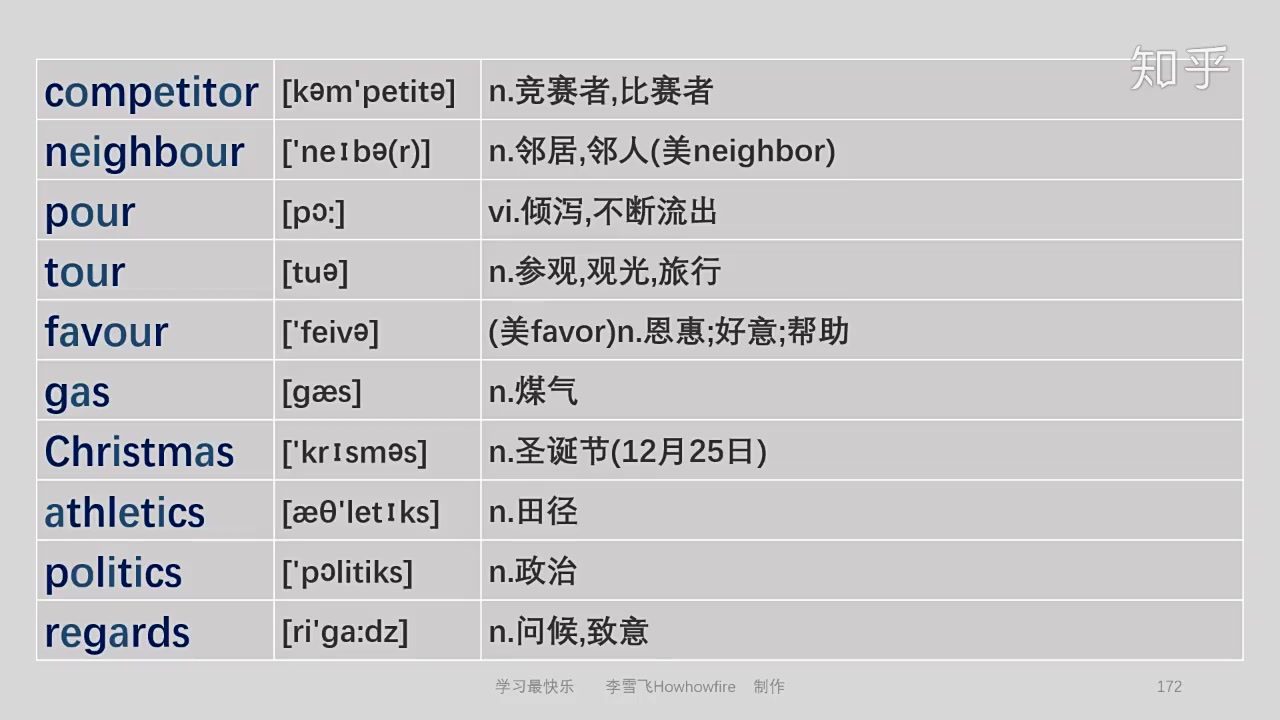 知乎
competitor [kəm'petitə] n.竞赛者,比赛者
neighbour ['neɪbə(r)] n.邻居,邻人(美neighbor)
pour [pɔ:] vi.倾泻,不断流出
tour [tuə] n.参观,观光,旅行
favour ['feivə] (美favor)n.恩惠;好意;帮助
gas [gæs] n.煤气
Christmas ['krɪsməs] n.圣诞节(12月25日)
athletics [æθ'letɪks] n.田径
politics ['pɔlitiks] n.政治
regards [ri'ga:dz] n.问候,致意
学习最快乐 李雪飞Howhowfire 制作 172